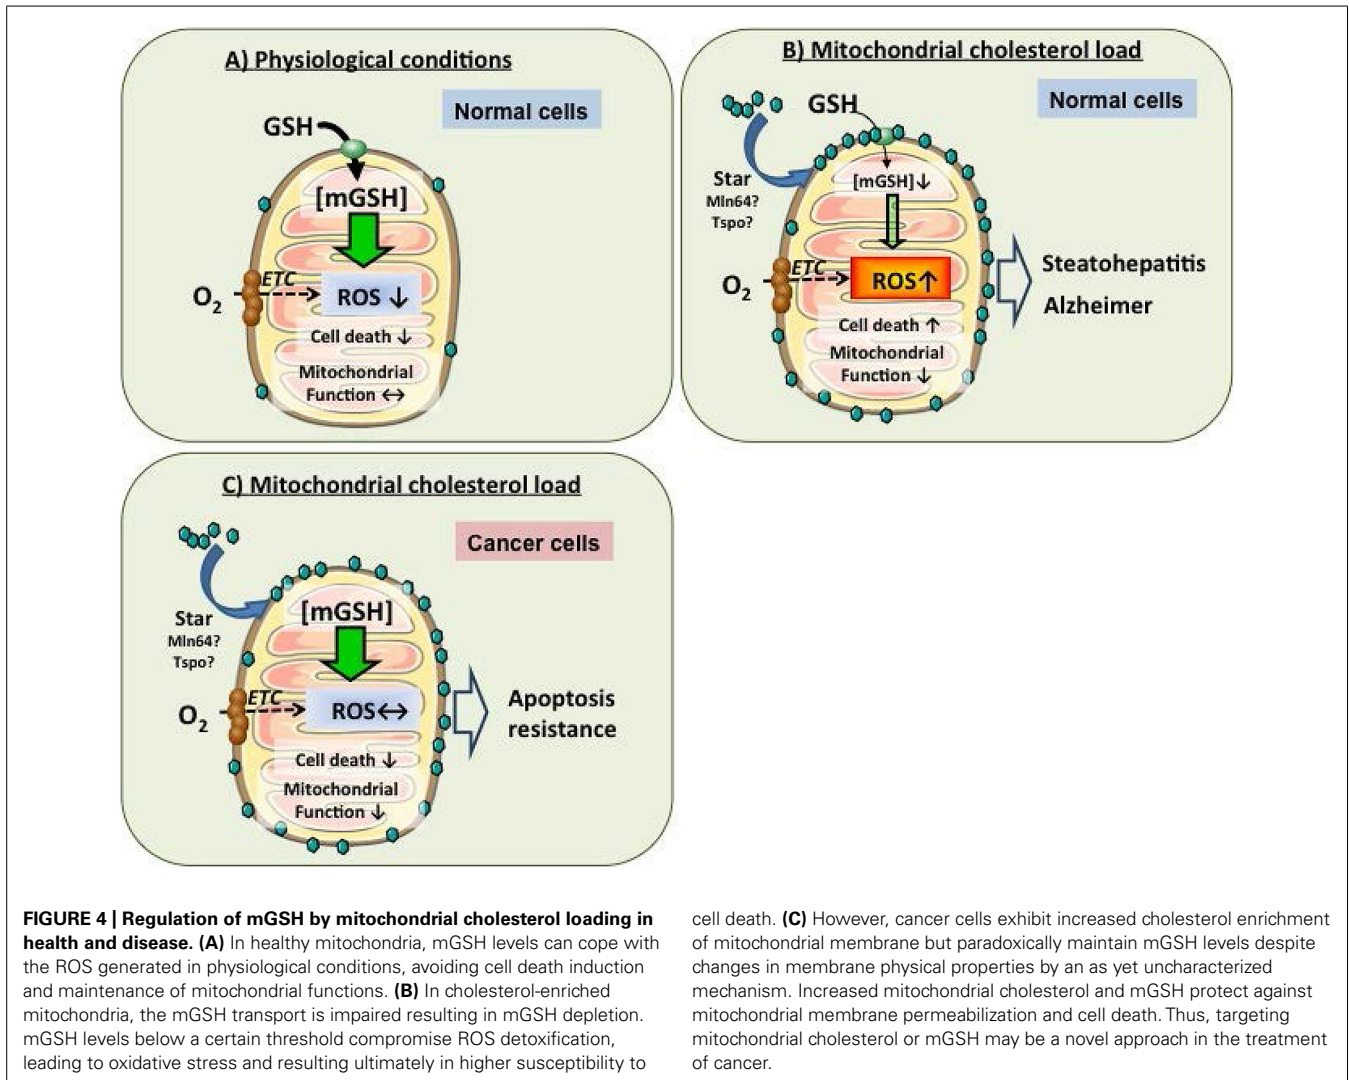 A) Physiological conditions
Normal cells
GSH
[mGSH]
ETC
O2
ROS ↓
Cell death ↓
Mitochondrial
Function ↔
B) Mitochondrial cholesterol load
Normal cells
GSH
Star
Mln64?
Tspo?
[mGSH]↓
ETC
O2
ROS↑
Cell death ↑
Mitochondrial
Function ↓
Steatohepatitis
Alzheimer
C) Mitochondrial cholesterol load
Cancer cells
Star
Mln64?
Tspo?
[mGSH]
ETC
O2
ROS↔
Cell death ↓
Mitochondrial
Function ↓
Apoptosis
resistance
FIGURE 4 | Regulation of mGSH by mitochondrial cholesterol loading in
health and disease. (A) In healthy mitochondria, mGSH levels can cope with
the ROS generated in physiological conditions, avoiding cell death induction
and maintenance of mitochondrial functions. (B) In cholesterol-enriched
mitochondria, the mGSH transport is impaired resulting in mGSH depletion.
mGSH levels below a certain threshold compromise ROS detoxification,
leading to oxidative stress and resulting ultimately in higher susceptibility to
cell death. (C) However, cancer cells exhibit increased cholesterol enrichment
of mitochondrial membrane but paradoxically maintain mGSH levels despite
changes in membrane physical properties by an as yet uncharacterized
mechanism. Increased mitochondrial cholesterol and mGSH protect against
mitochondrial membrane permeabilization and cell death. Thus, targeting
mitochondrial cholesterol or mGSH may be a novel approach in the treatment
of cancer.